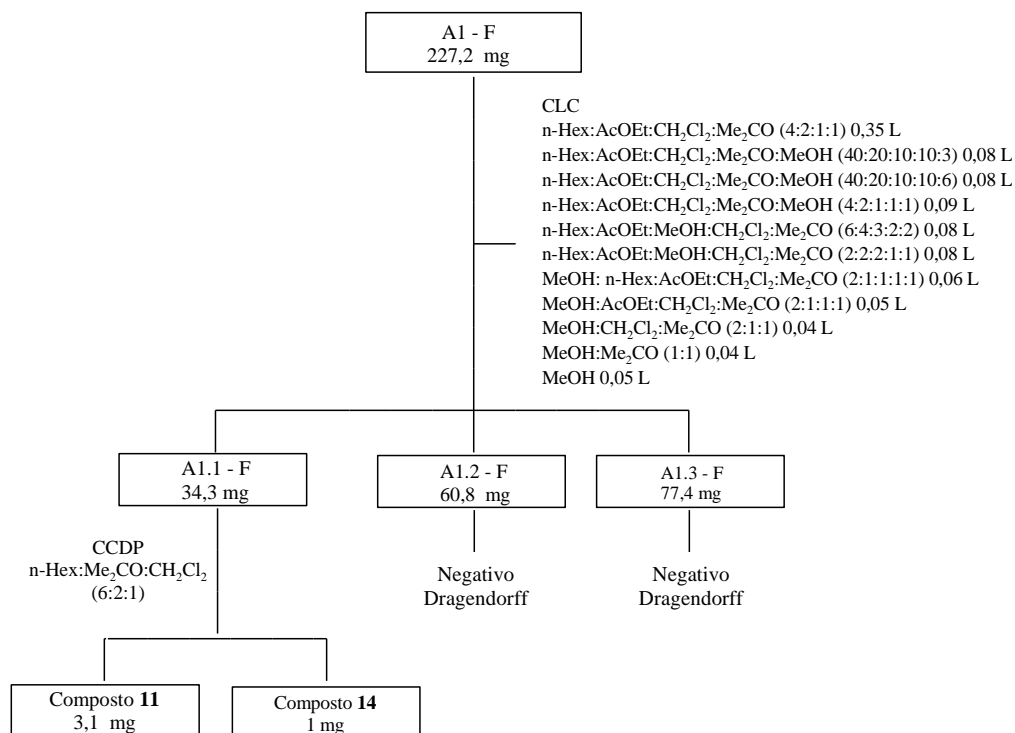 A1 - F
227,2 mg
CLC
n-Hex:AcOEt:CH₂Cl₂:Me₂CO (4:2:1:1) 0,35 L
n-Hex:AcOEt:CH₂Cl₂:Me₂CO:MeOH (40:20:10:10:3) 0,08 L
n-Hex:AcOEt:CH₂Cl₂:Me₂CO:MeOH (40:20:10:10:6) 0,08 L
n-Hex:AcOEt:CH₂Cl₂:Me₂CO:MeOH (4:2:1:1:1) 0,09 L
n-Hex:AcOEt:MeOH:CH₂Cl₂:Me₂CO (6:4:3:2:2) 0,08 L
n-Hex:AcOEt:MeOH:CH₂Cl₂:Me₂CO (2:2:2:1:1) 0,08 L
MeOH: n-Hex:AcOEt:CH₂Cl₂:Me₂CO (2:1:1:1:1) 0,06 L
MeOH:AcOEt:CH₂Cl₂:Me₂CO (2:1:1:1) 0,05 L
MeOH:CH₂Cl₂:Me₂CO (2:1:1) 0,04 L
MeOH:Me₂CO (1:1) 0,04 L
MeOH 0,05 L
A1.1 - F
34,3 mg
A1.2 - F
60,8 mg
A1.3 - F
77,4 mg
CCDP
n-Hex:Me₂CO:CH₂Cl₂
(6:2:1)
Negativo
Dragendorff
Negativo
Dragendorff
Composto 11
3,1 mg
Composto 14
1 mg